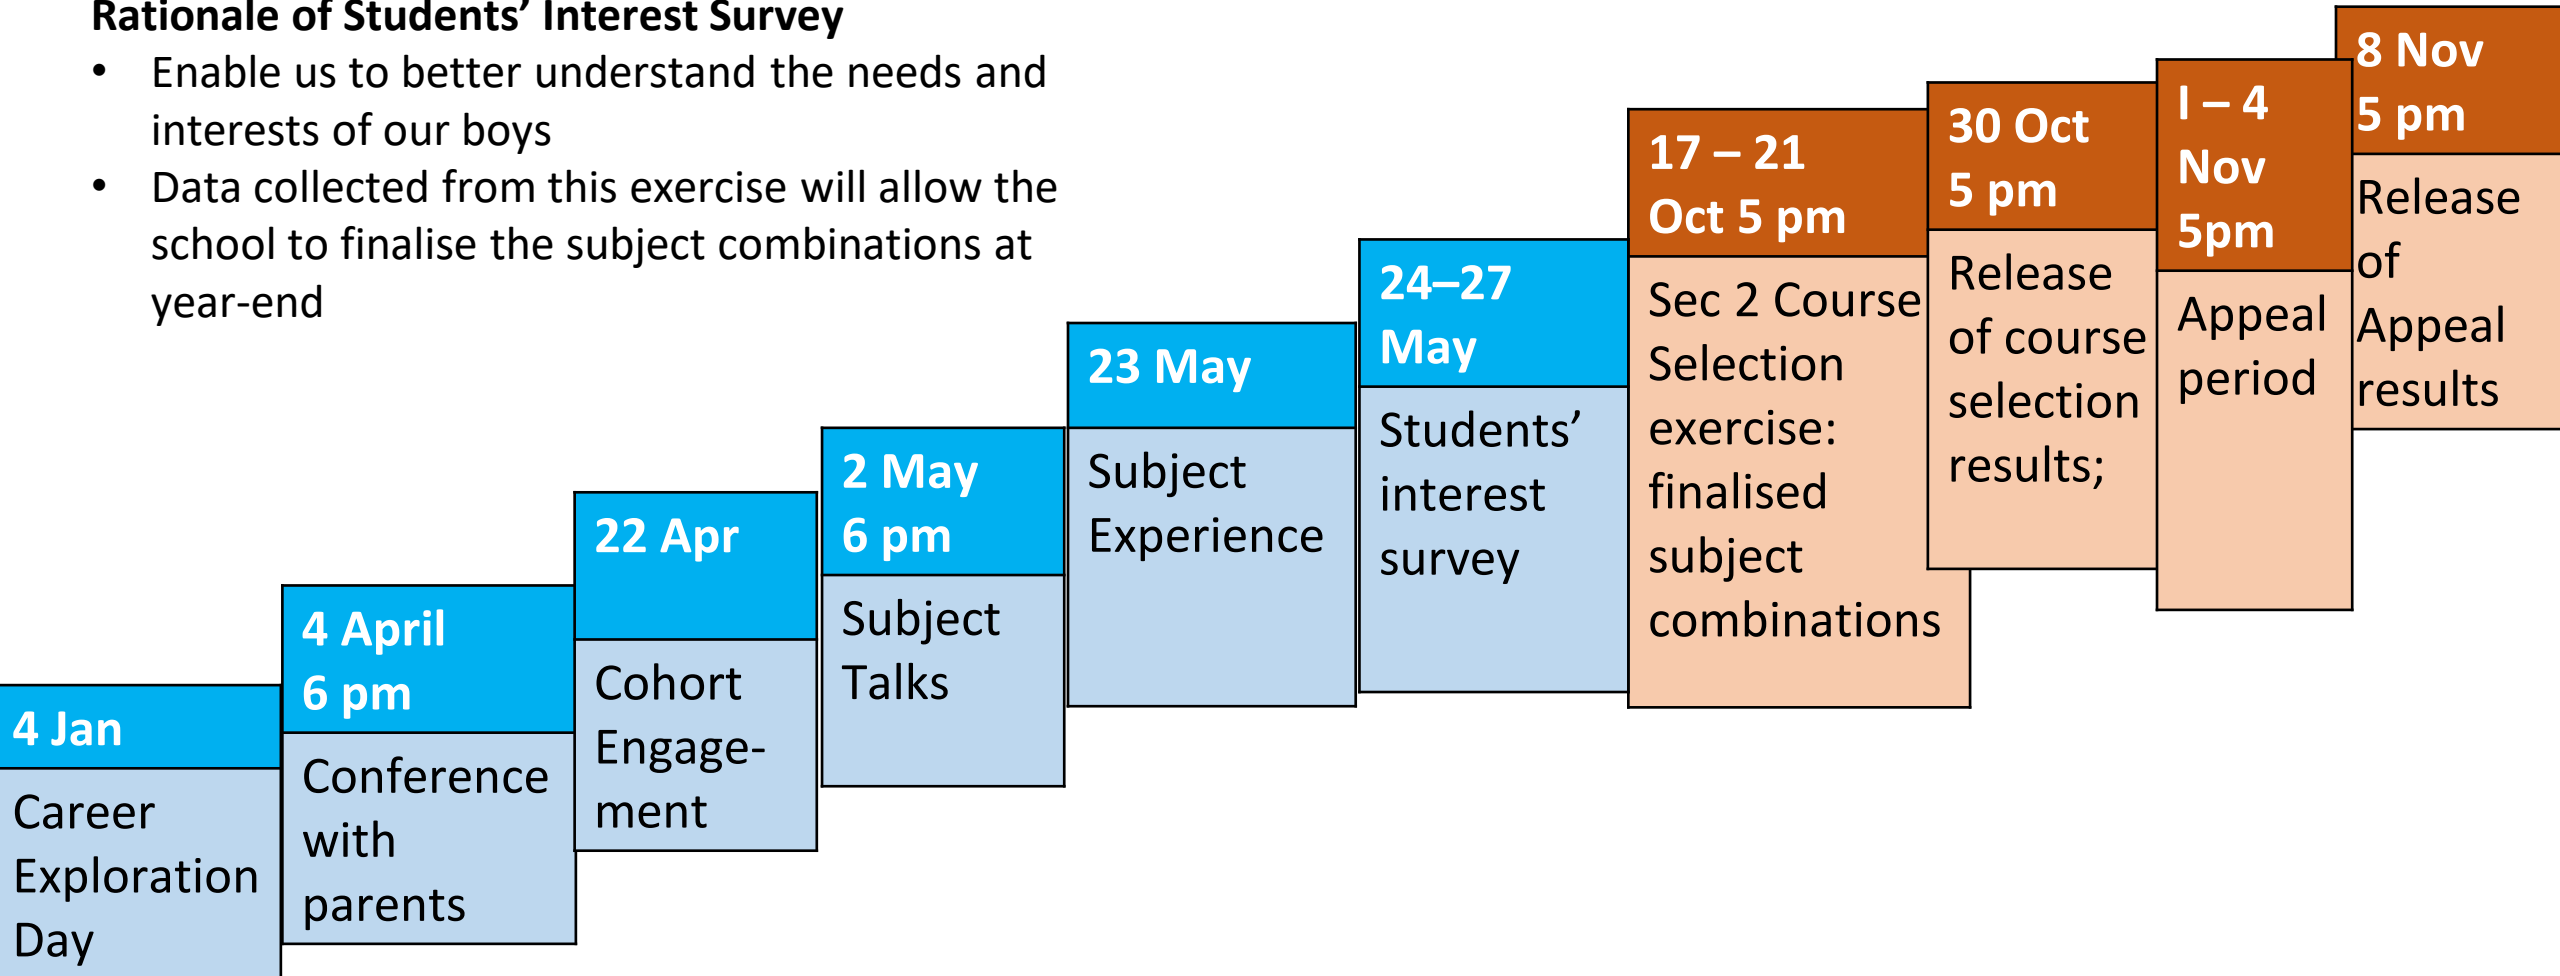 Rationale of Students’ Interest Survey
• Enable us to better understand the needs and
interests of our boys
• Data collected from this exercise will allow the
school to finalise the subject combinations at
year-end
4 Jan
Career
Exploration
Day
4 April
6 pm
Conference
with
parents
22 Apr
Cohort
Engage-
ment
2 May
6 pm
Subject
Talks
23 May
Subject
Experience
24–27
May
Students’
interest
survey
17 – 21
Oct 5 pm
Sec 2 Course
Selection
exercise:
finalised
subject
combinations
30 Oct
5 pm
Release
of course
selection
results;
I – 4
Nov
5pm
Appeal
period
8 Nov
5 pm
Release
of
Appeal
results